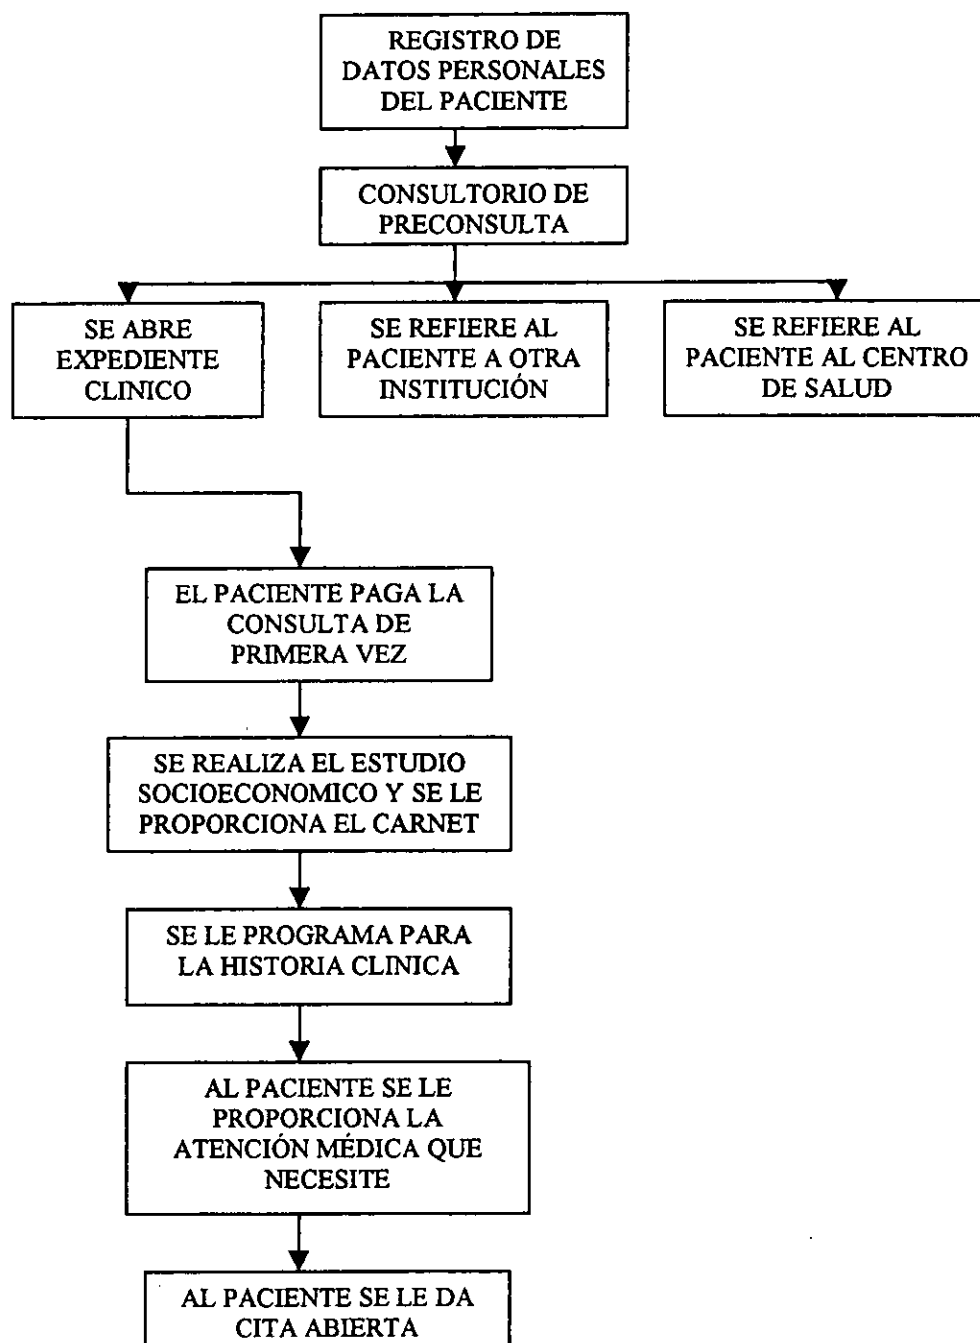 REGISTRO DE
DATOS PERSONALES
DEL PACIENTE
CONSULTORIO DE
PRECONSULTA
SE ABRE
EXPEDIENTE
CLINICO
SE REFIERE AL
PACIENTE A OTRA
INSTITUCIÓN
SE REFIERE AL
PACIENTE AL CENTRO
DE SALUD
EL PACIENTE PAGA LA
CONSULTA DE
PRIMERA VEZ
SE REALIZA EL ESTUDIO
SOCIOECONOMICO Y SE LE
PROPORCIONA EL CARNET
SE LE PROGRAMA PARA
LA HISTORIA CLINICA
AL PACIENTE SE LE
PROPORCIONA LA
ATENCIÓN MÉDICA QUE
NECESITE
AL PACIENTE SE LE DA
CITA ABIERTA